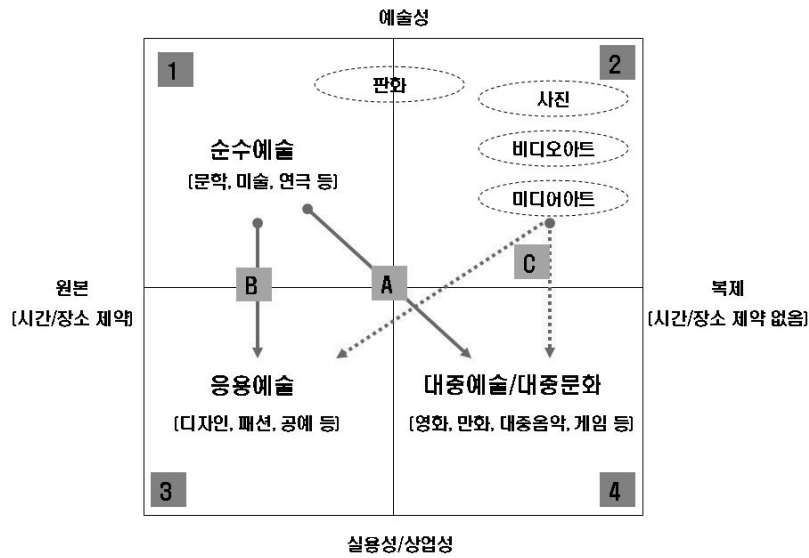 예술성
1
2
판화
사진
순수예술
비디오아트
(문학, 미술, 연극 등)
미디어아트
B
A
C
원본
복제
(시간/장소 제약)
(시간/장소 제약 없음)
응용예술
대중예술/대중문화
(디자인, 패션, 공예 등)
(영화, 만화, 대중음악, 게임 등)
3
4
실용성/상업성